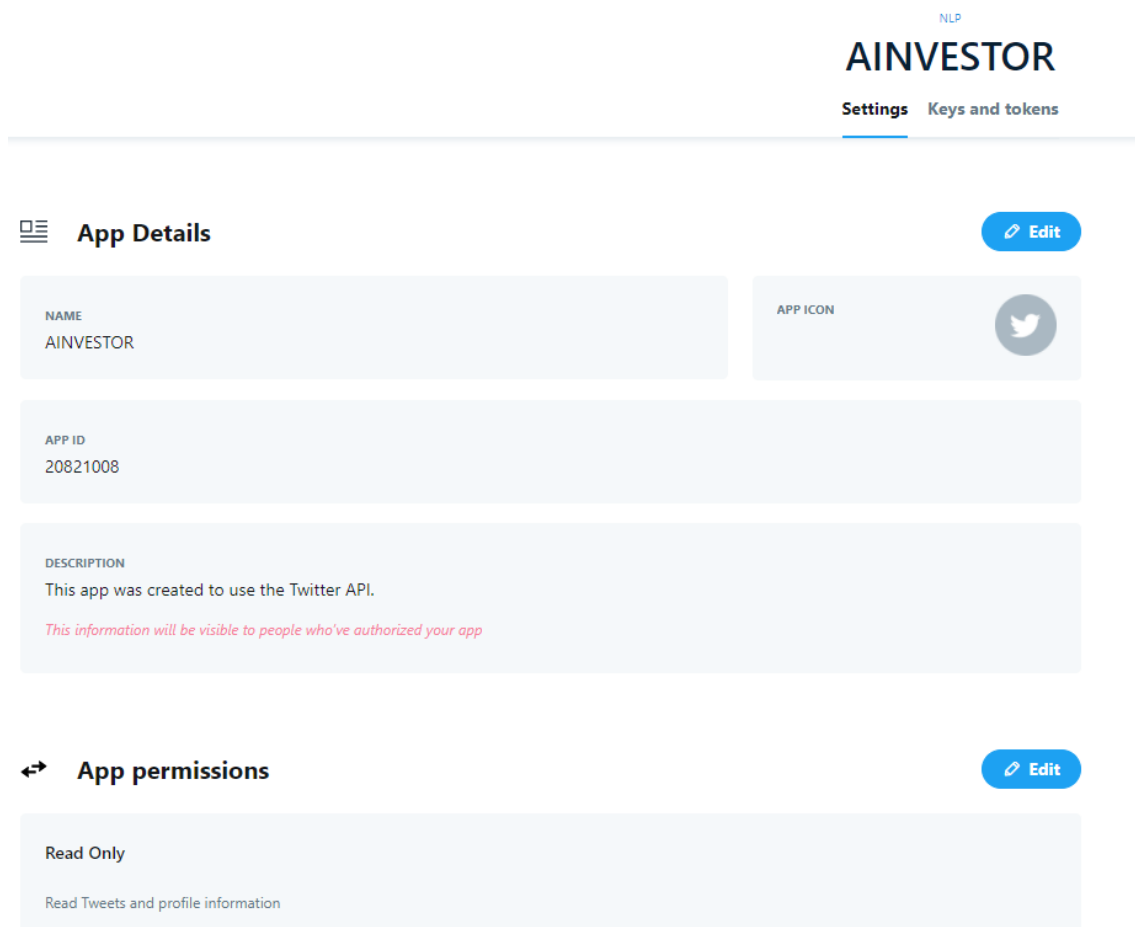 NLP
AINVESTOR
Settings Keys and tokens
App Details
Edit
NAME
AINVESTOR
APP ICON
APP ID
20821008
DESCRIPTION
This app was created to use the Twitter API.
This information will be visible to people who've authorized your app
App permissions
Edit
Read Only
Read Tweets and profile information